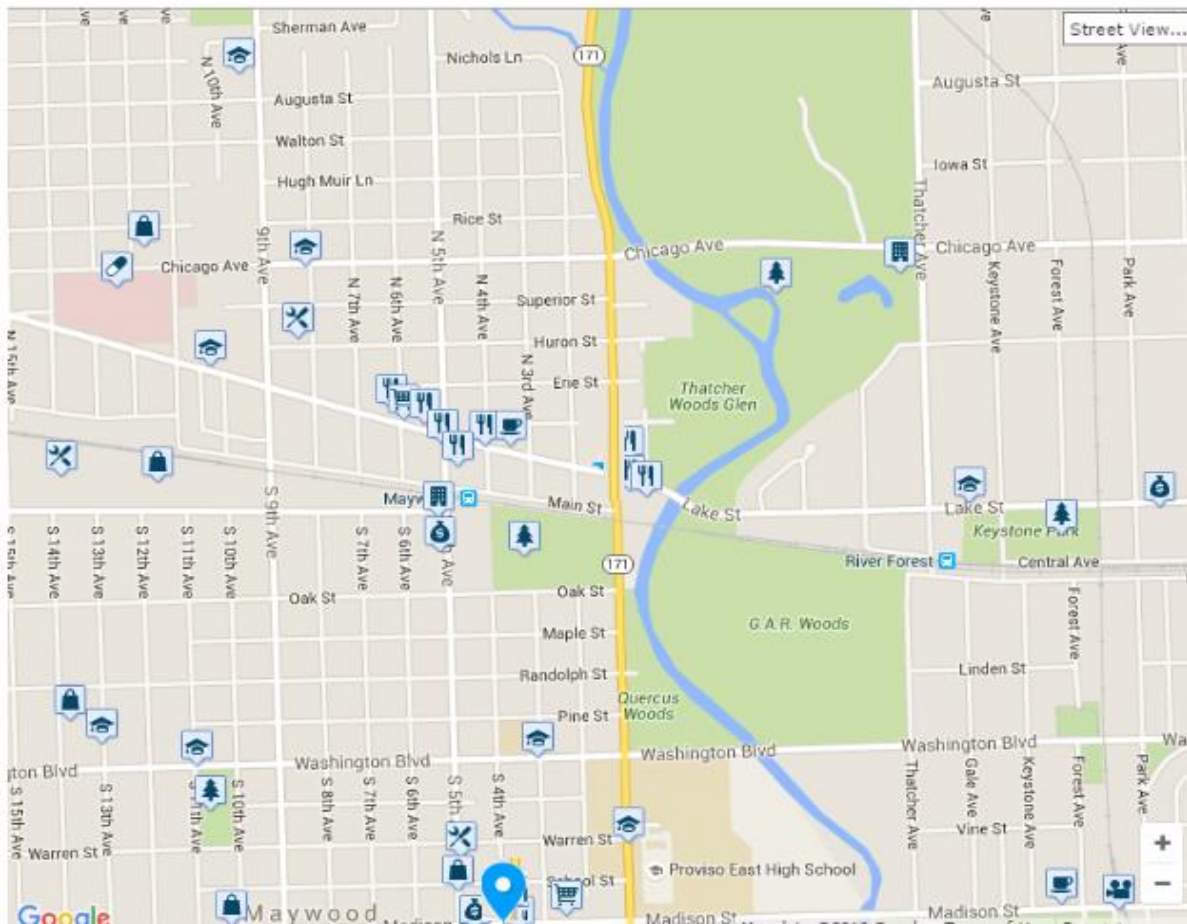 Street View...
Sherman Ave
N 10th Ave
Nichols Ln
171
Augusta St
Augusta St
Walton St
Iowa St
Hugh Muir Ln
Thatcher Ave
Rice St
9th Ave
N 5th Ave
Chicago Ave
Chicago Ave
Chicago Ave
Keystone Ave
Forest Ave
Park Ave
N 7th Ave
N 6th Ave
N 4th Ave
Superior St
N 15th Ave
Huron St
N 3rd Ave
Erie St
Thatcher
Woods Glen
S 9th Ave
Main St
Lake St
Lake St
Keystone Park
S 15th Ave
S 14th Ave
S 13th Ave
S 12th Ave
S 11th Ave
S 10th Ave
S 7th Ave
S 6th Ave
171
River Forest
Central Ave
Oak St
Oak St
Forest Ave
G.A.R. Woods
Maple St
Linden St
Randolph St
Quercus
Woods
Pine St
Washington Blvd
Washington Blvd
Washington Blvd
S 15th Ave
S 13th Ave
S 11th Ave
S 10th Ave
S 8th Ave
S 7th Ave
S 6th Ave
S 5th
S 4th Ave
Thatcher Ave
Gale Ave
Keystone Ave
Forest Ave
Park Ave
Warren St
Warren St
Vine St
Proviso East High School
School St
Google
Maywood
Madison St
Madison St
+
−